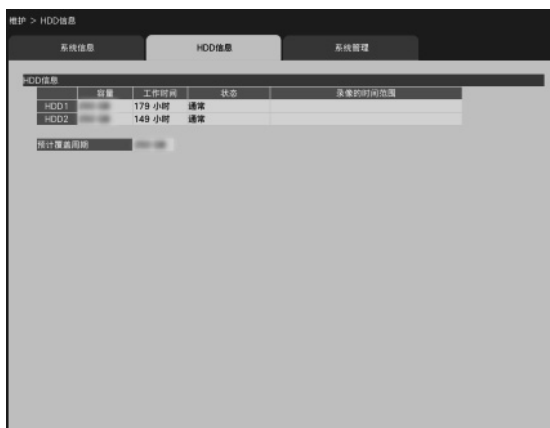 维护 > HDD信息
系统信息 HDD信息 系统管理
HDD信息
容量 工作时间 状态 录像的时间范围
HDD1 179 小时 通常
HDD2 149 小时 通常
预计覆盖周期